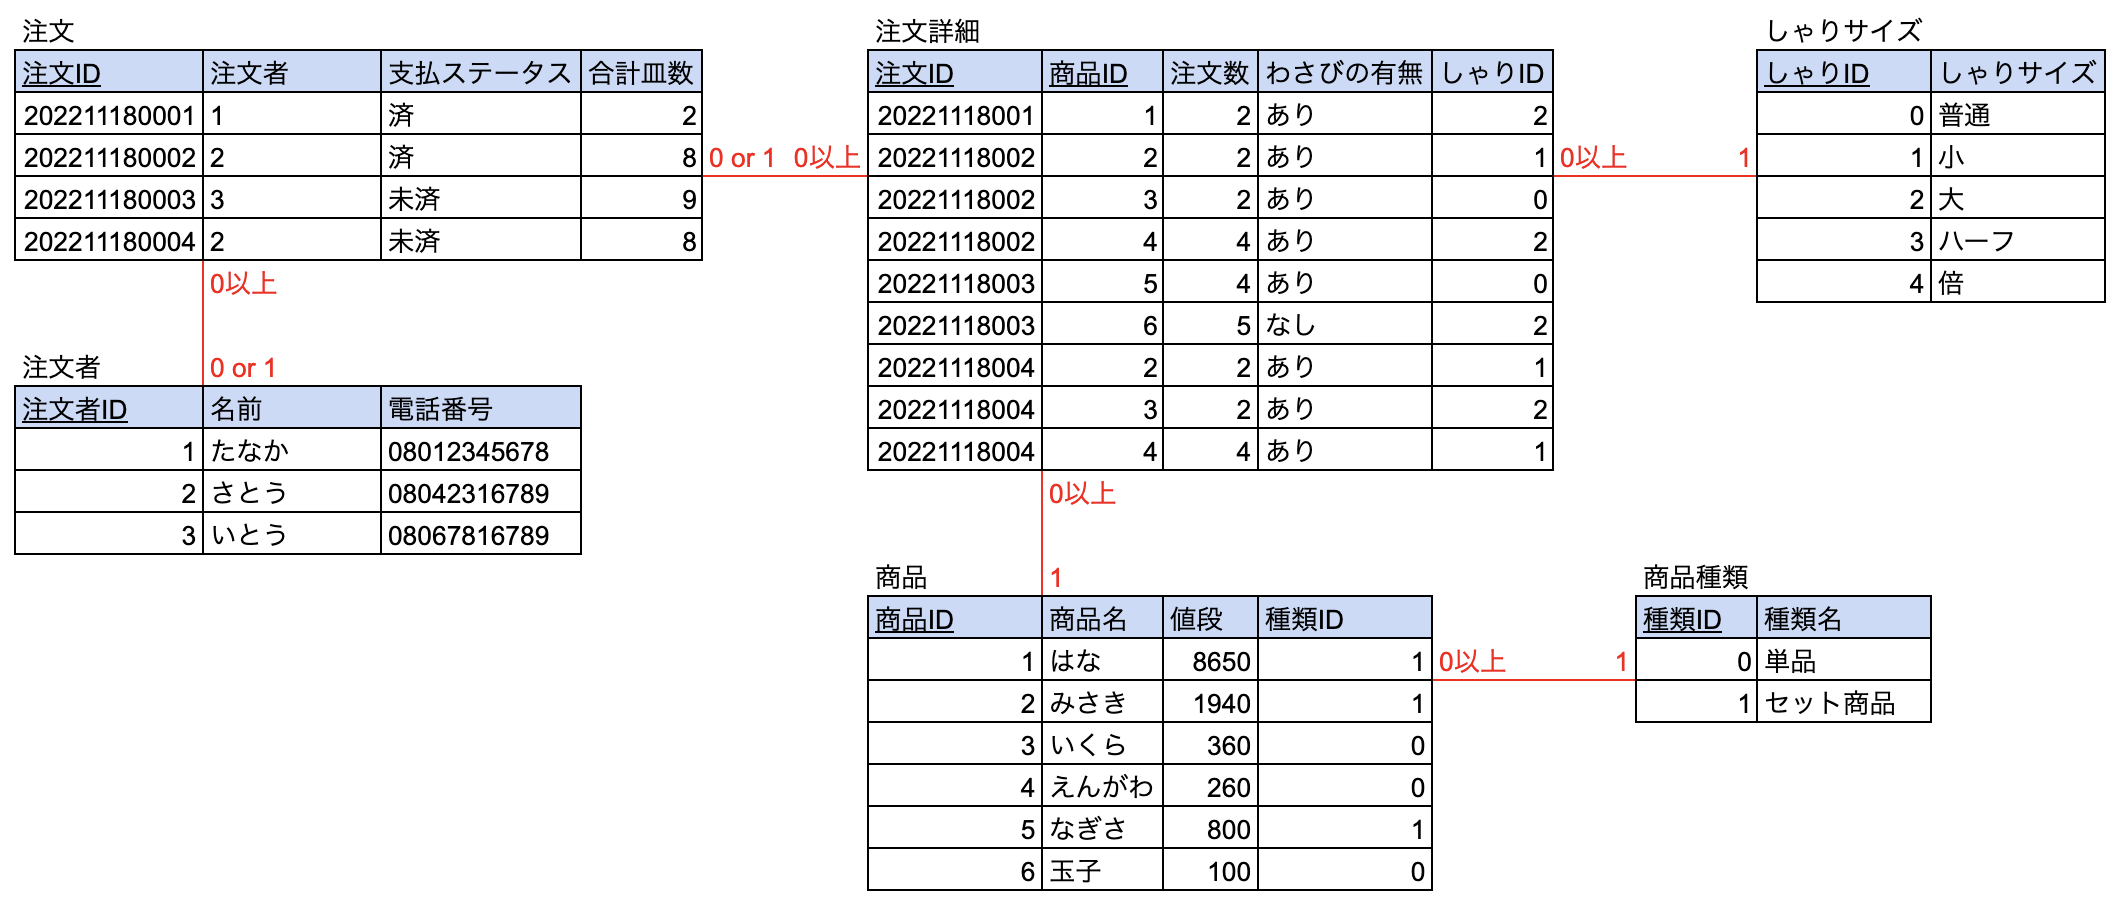 注文
注文ID 注文者 支払ステータス 合計皿数
202211180001 1 済 2
202211180002 2 済 8
202211180003 3 未済 9
202211180004 2 未済 8
0 or 1 0以上
0以上
0 or 1
注文者
注文者ID 名前 電話番号
1 たなか 08012345678
2 さとう 08042316789
3 いとう 08067816789
注文詳細
注文ID 商品ID 注文数 わさびの有無 しゃりID
20221118001 1 2 あり 2
20221118002 2 2 あり 1
20221118002 3 2 あり 0
20221118002 4 4 あり 2
20221118003 5 4 あり 0
20221118003 6 5 なし 2
20221118004 2 2 あり 1
20221118004 3 2 あり 2
20221118004 4 4 あり 1
0以上 1
しゃりサイズ
しゃりID しゃりサイズ
0 普通
1 小
2 大
3 ハーフ
4 倍
0以上
1
商品
商品ID 商品名 値段 種類ID
1 はな 8650 1
2 みさき 1940 1
3 いくら 360 0
4 えんがわ 260 0
5 なぎさ 800 1
6 玉子 100 0
0以上 1
商品種類
種類ID 種類名
0 単品
1 セット商品